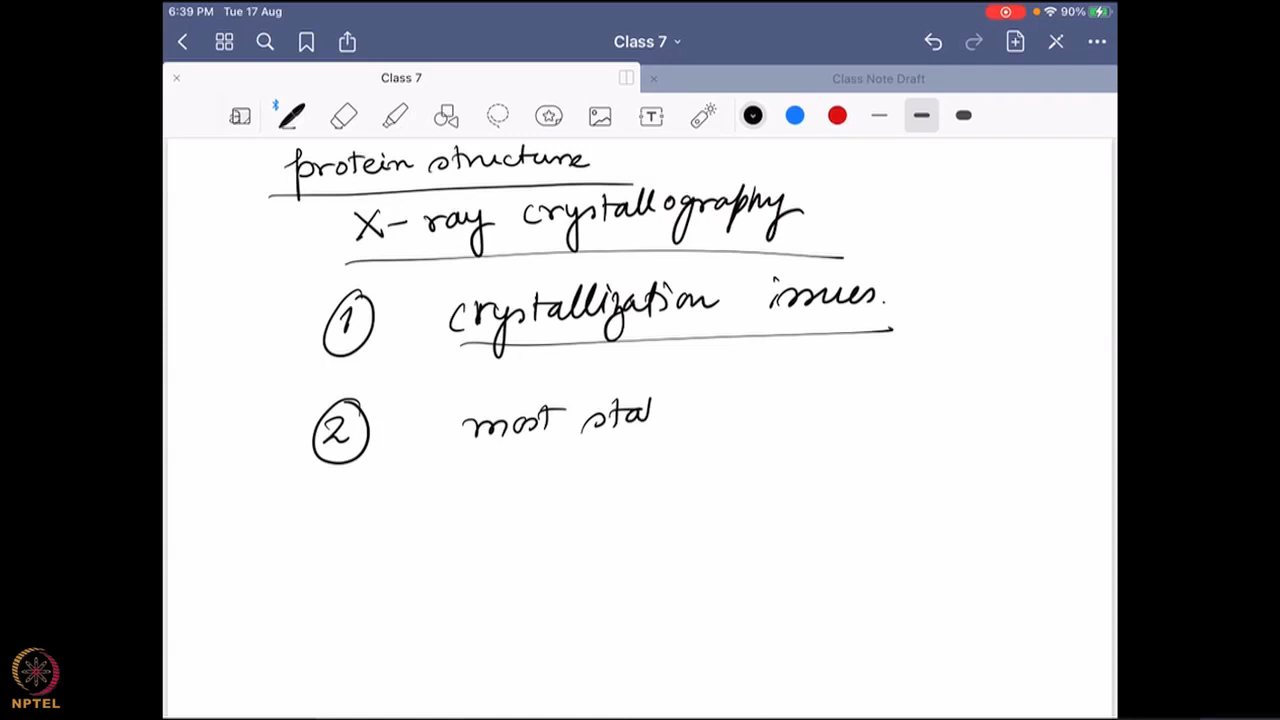 6:39 PM Tue 17 Aug
90%
Class 7
Class 7
Class Note Draft
protein structure
X-ray crystallography
1 crystallization issues.
2 most stab
NPTEL